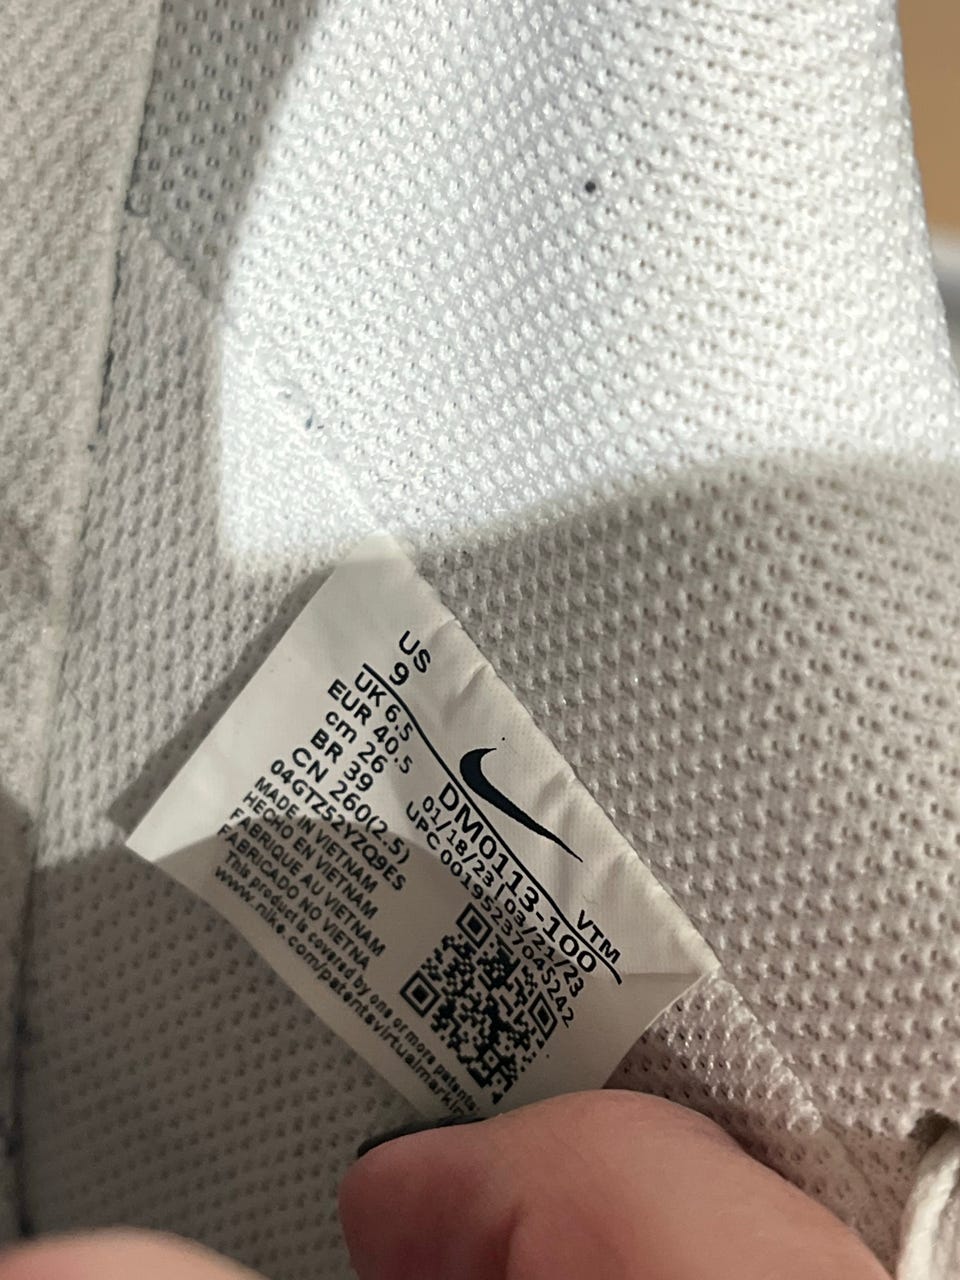 US
9
UK 6.5
EUR 40.5
cm 26
BR 39
CN 260(2.5)
04GTZ52YZQ9ES
MADE IN VIETNAM
HECHO EN VIETNAM
FABRIQUE AU VIETNAM
FABRICADO NO VIETNA
This product is covered by one or more patents.
www.nike.com/patentsvirtualmarkin
VTM
DM0113-100
01/18/23 | 03/21/23
UPC 00195237045242